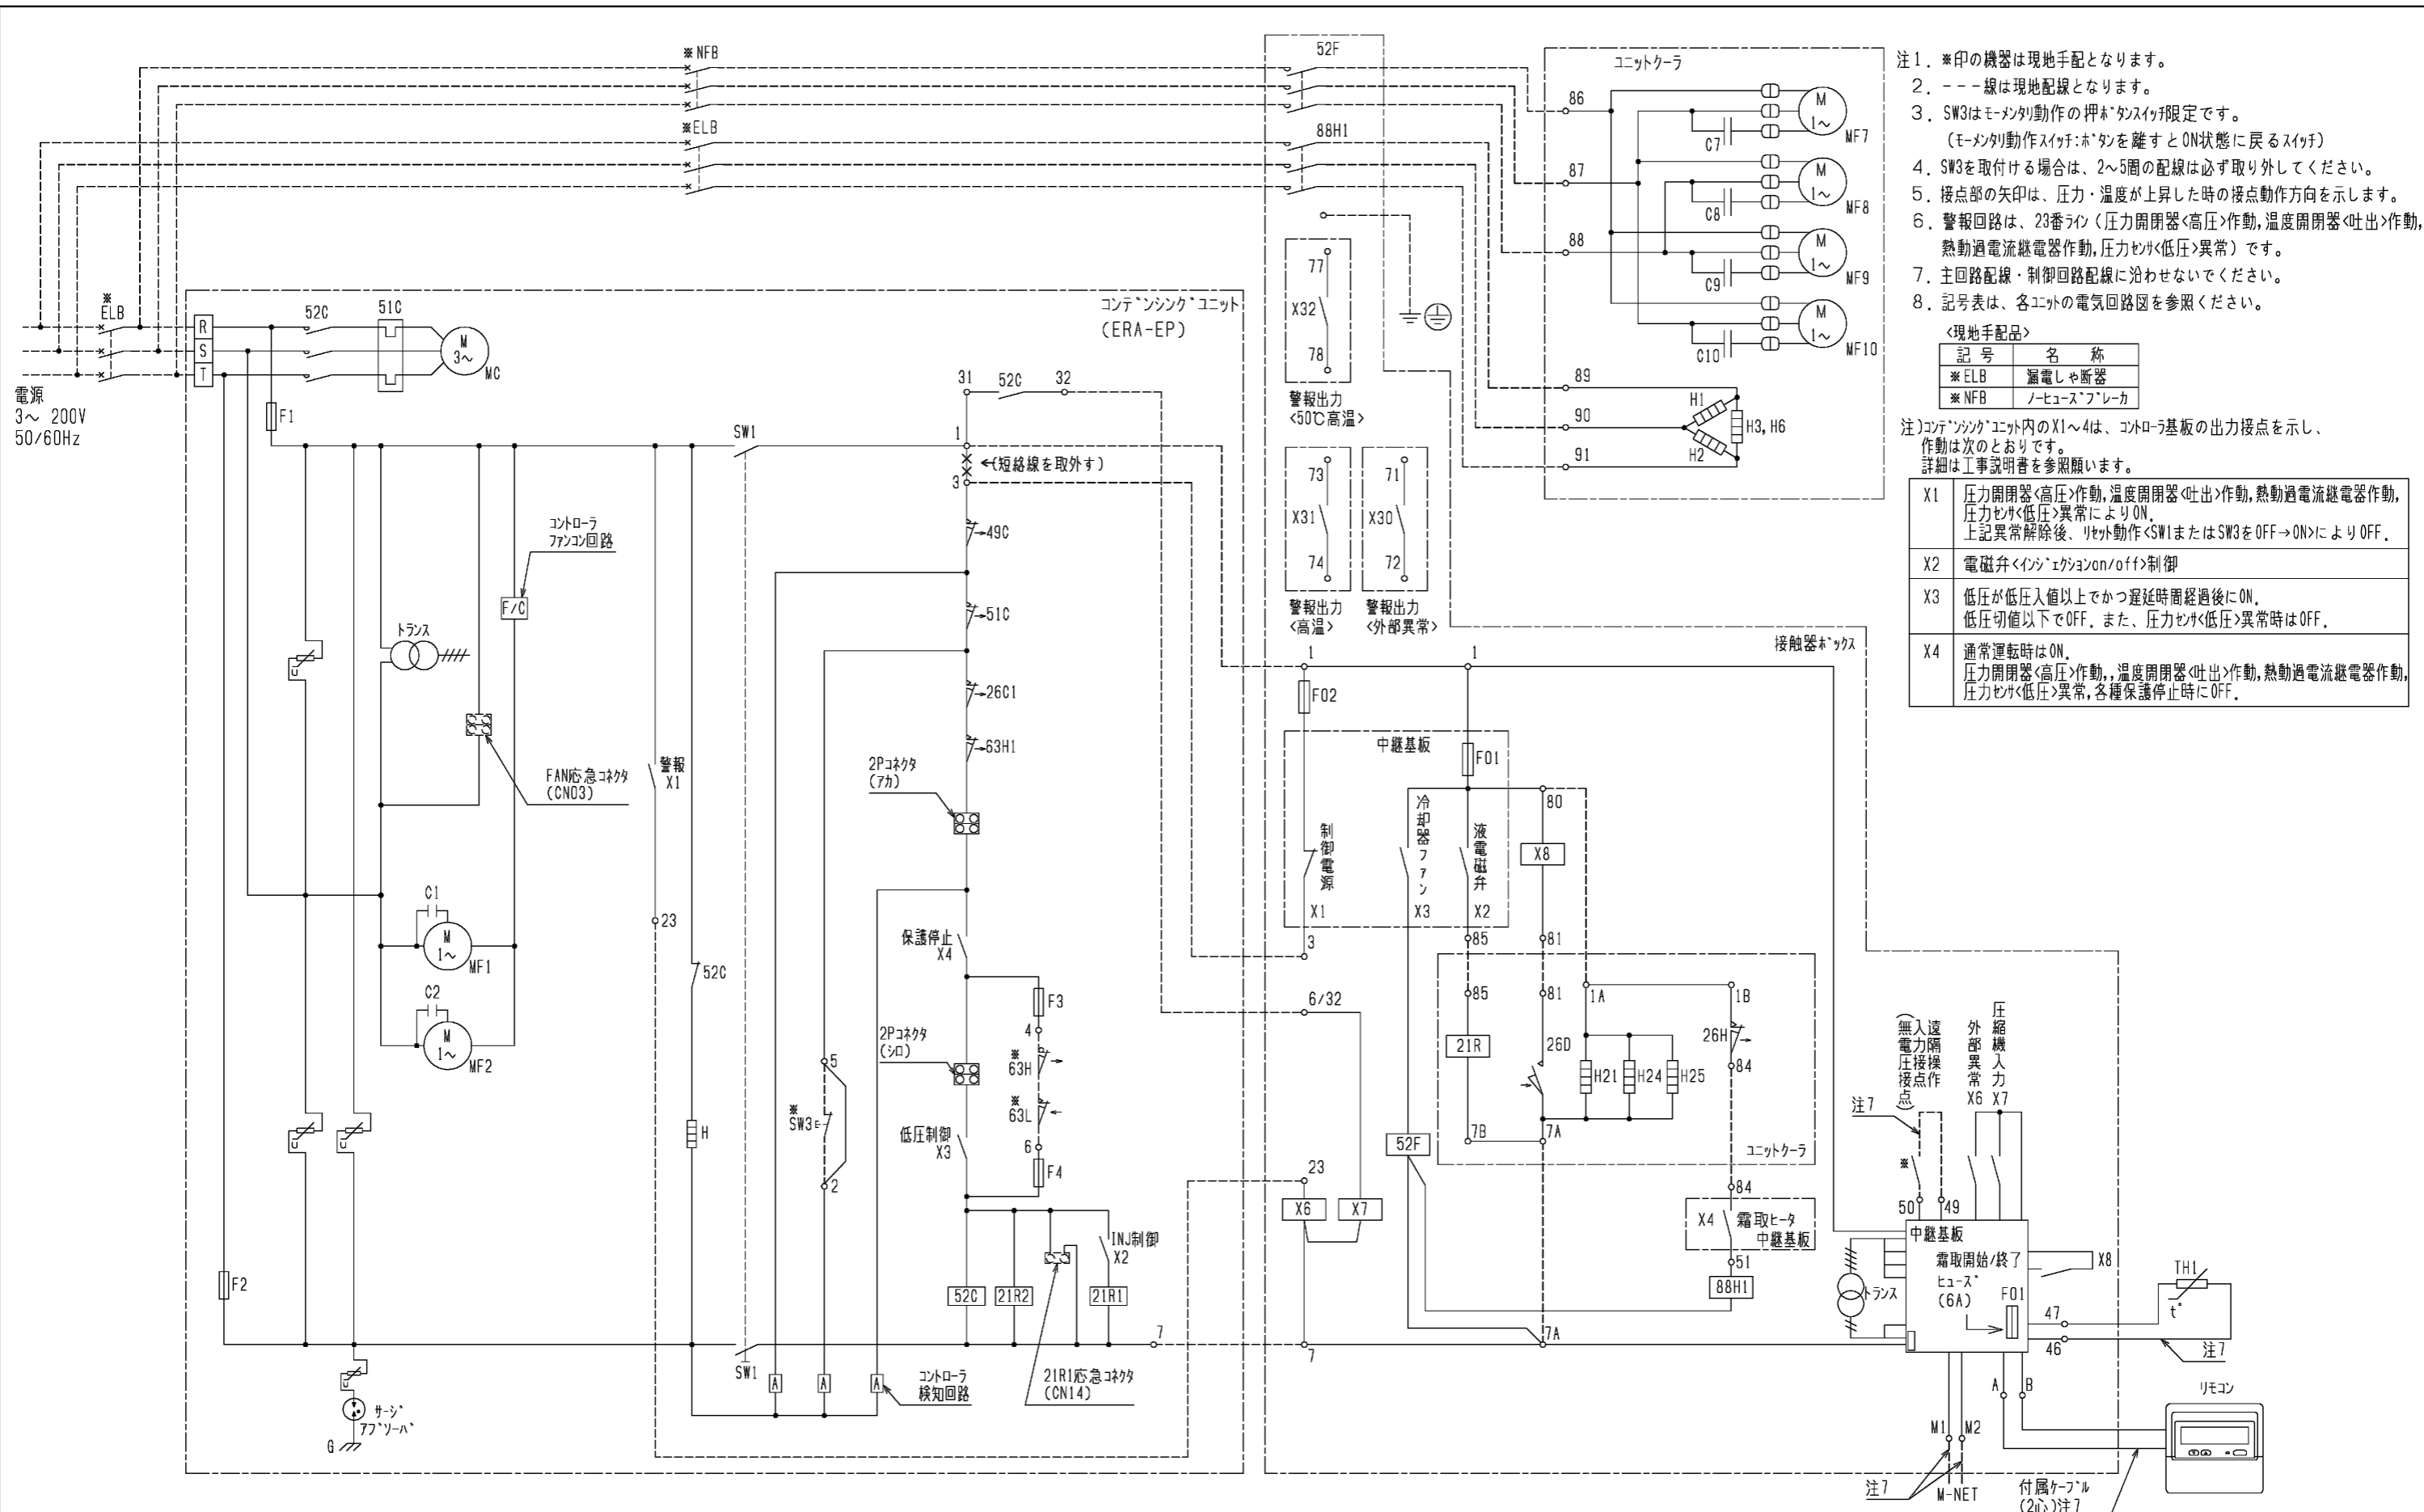 ※NFB
52F
ユニットクーラ
86
M
1～
MF7
C7
※ELB
88H1
87
M
1～
MF8
C8
88
M
1～
MF9
C9
M
1～
MF10
C10
89
H1
90
H3, H6
91
H2
77
X32
78
警報出力
<50℃高温>
73
X31
74
警報出力
<高温>
71
X30
72
警報出力
<外部異常>
接触器ボックス
注1. ※印の機器は現地手配となります。
2. - - - 線は現地配線となります。
3. SW3はモーメンタリ動作の押ボタンスイッチ限定です。
(モーメンタリ動作スイッチ:ボタンを離すとON状態に戻るスイッチ)
4. SW3を取付ける場合は、2～5間の配線は必ず取り外してください。
5. 接点部の矢印は、圧力・温度が上昇した時の接点動作方向を示します。
6. 警報回路は、23番ライン(圧力開閉器<高圧>作動,温度開閉器<吐出>作動,
熱動過電流継電器作動,圧力センサ<低圧>異常)です。
7. 主回路配線・制御回路配線に沿わせないでください。
8. 記号表は、各ユニットの電気回路図を参照ください。
<現地手配品>
記号 名称
※ELB 漏電しゃ断器
※NFB ノーヒューズブレーカ
注)コンデンシングユニット内のX1～4は、コントローラ基板の出力接点を示し、
作動は次のとおりです。
詳細は工事説明書を参照願います。
X1 圧力開閉器<高圧>作動,温度開閉器<吐出>作動,熱動過電流継電器作動,
圧力センサ<低圧>異常によりON.
上記異常解除後、リセット動作<SW1またはSW3をOFF→ON>によりOFF.
X2 電磁弁<インジェクションon/off>制御
X3 低圧が低圧入値以上でかつ遅延時間経過後にON.
低圧切値以下でOFF. また、圧力センサ<低圧>異常時はOFF.
X4 通常運転時はON.
圧力開閉器<高圧>作動,,温度開閉器<吐出>作動,熱動過電流継電器作動,
圧力センサ<低圧>異常,各種保護停止時にOFF.
※
ELB
R
S
T
52C
51C
M
3～
MC
電源
3～ 200V
50/60Hz
コンデンシングユニット
(ERA-EP)
F1
SW1
31
52C
32
1
←(短絡線を取外す)
3
49C
51C
26C1
63H1
コントローラ
ファンコン回路
F/C
トランス
U
FAN応急コネクタ
(CN03)
警報
X1
2Pコネクタ
(アカ)
C1
M
1～
MF1
C2
M
1～
MF2
23
52C
保護停止
X4
F3
4
※
63H
※
63L
6
F4
2Pコネクタ
(シロ)
5
※
SW3
2
低圧制御
X3
H
U
U
INJ制御
X2
52C
21R2
21R1
F2
7
SW1
A
A
A
コントローラ
検知回路
21R1応急コネクタ
(CN14)
U
サージ
アブソーバ
G
1
1
F02
中継基板
F01
冷却器ファン
X3
制御電源
X1
液電磁弁
X2
80
X8
3
85
81
6/32
85
81
1A
1B
21R
26D
26H
84
H21
H24
H25
52F
7B
7A
ユニットクーラ
23
84
X6
X7
X4
霜取ヒータ
中継基板
51
88H1
7
7A
遠隔操作
入力接点
(無電圧接点)
外部異常
X6
圧縮機入力
X7
注7
※
50
49
中継基板
霜取開始/終了
X8
ヒューズ
(6A)
F01
トランス
TH1
t°
47
46
注7
A
B
リモコン
M1
M2
注7
M-NET
付属ケーブル
(2心)注7